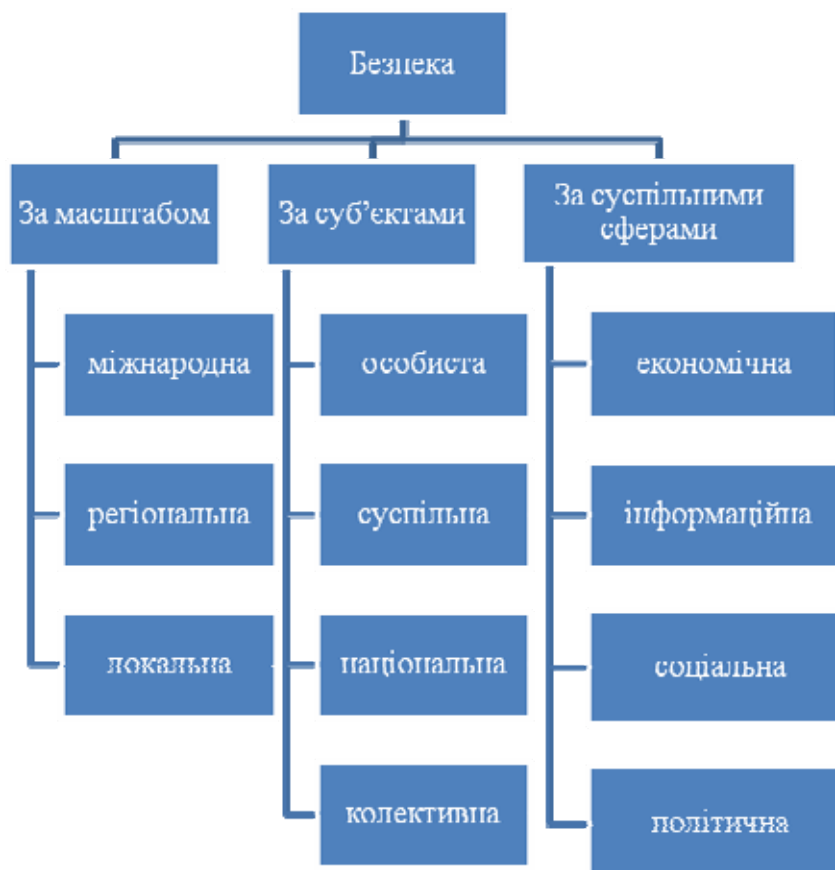 Безпека
За масштабом
міжнародна
регіональна
локальна
За суб’єктами
особиста
суспільна
національна
колективна
За суспільними
сферами
економічна
інформаційна
соціальна
політична